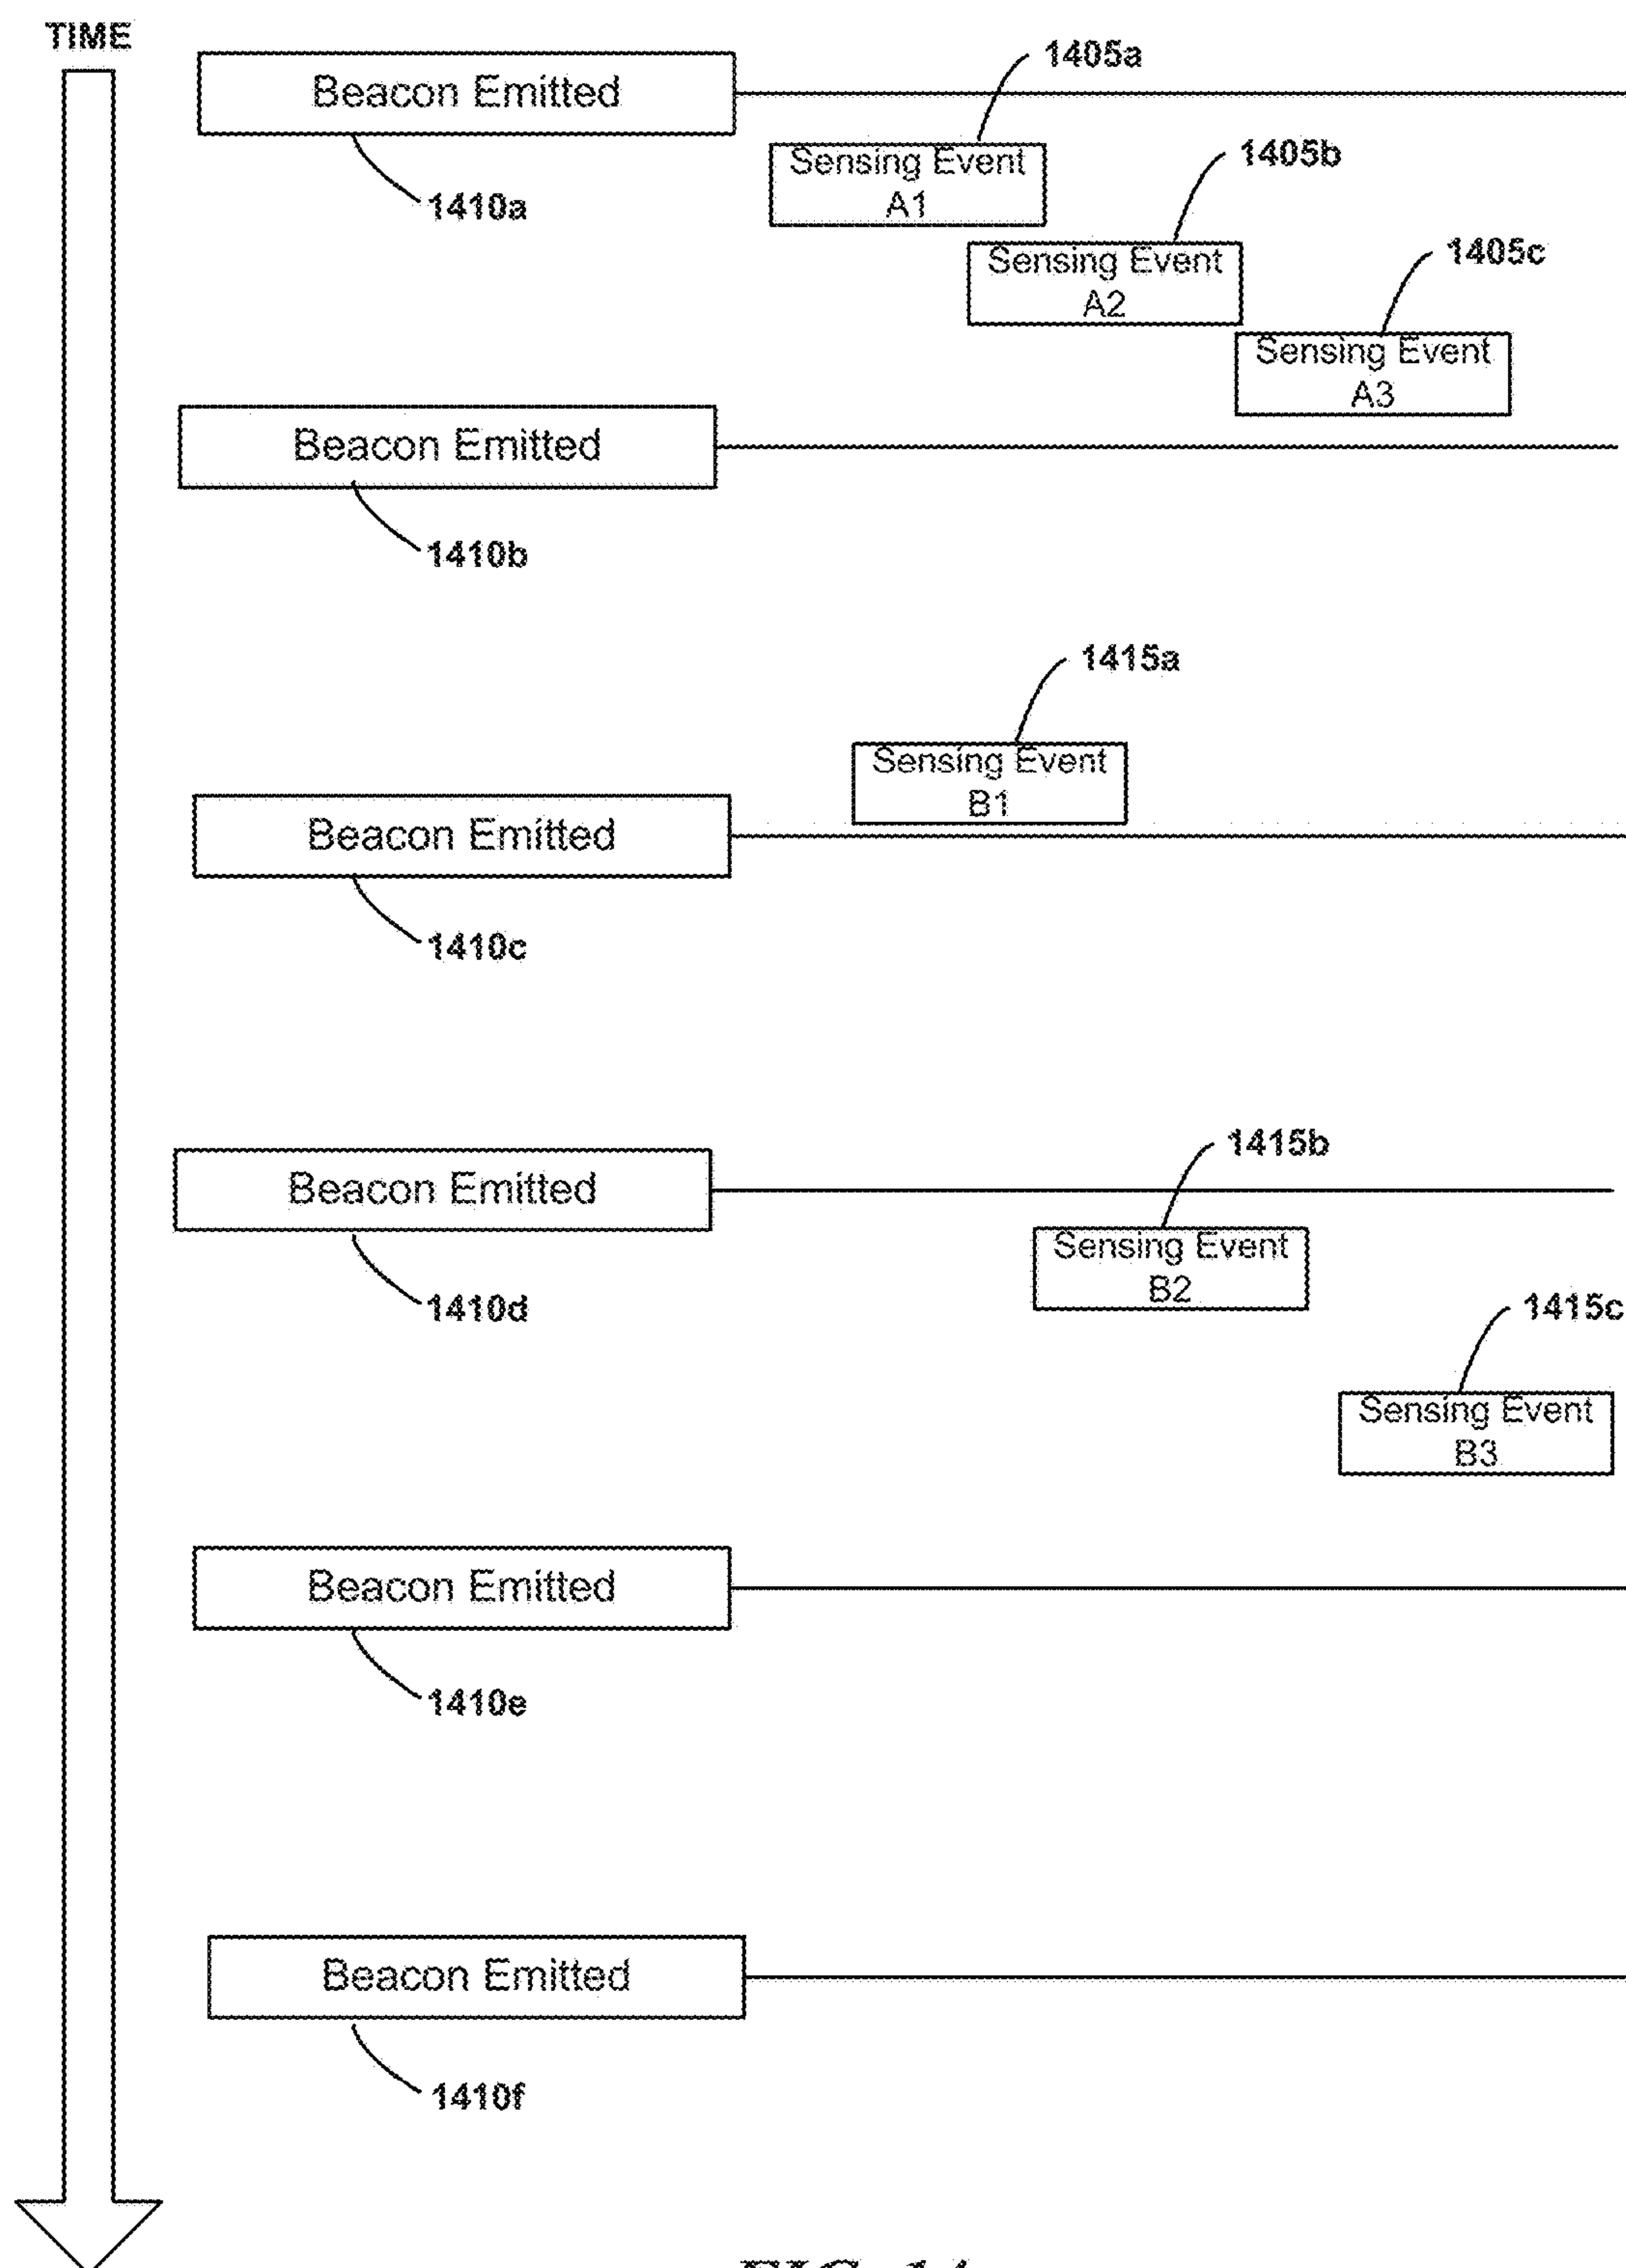 TIME
Beacon Emitted
1405a
Sensing Event
A1
1405b
1410a
Sensing Event
A2
1405c
Sensing Event
A3
Beacon Emitted
1410b
1415a
Sensing Event
B1
Beacon Emitted
1410c
1415b
Beacon Emitted
Sensing Event
B2
1410d
1415c
Sensing Event
B3
Beacon Emitted
1410e
Beacon Emitted
1410f